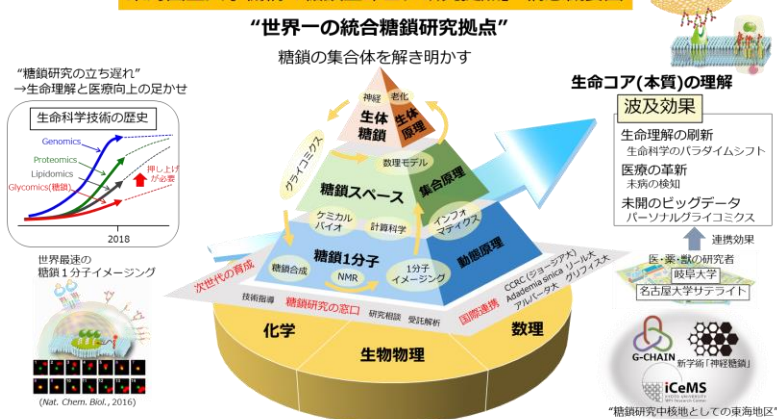 “世界一の統合糖鎖研究拠点”
糖鎖の集合体を解き明かす
“糖鎖研究の立ち遅れ”
→生命理解と医療向上の足かせ
生命科学技術の歴史
Genomics
Proteomics
Lipidomics
Glycomics(糖鎖)
押し上げ
が必要
2018
世界最速の
糖鎖1分子イメージング
(Nat. Chem. Biol., 2016)
神経
老化
生体
糖鎖
生体
原理
グライコミクス
数理モデル
糖鎖スペース
集合原理
ケミカル
バイオ
計算科学
インフォ
マティクス
糖鎖1分子
動態原理
糖鎖合成
NMR
1分子
イメージング
次世代の育成
技術指導
糖鎖研究の窓口
研究相談
受託解析
国際連携
CCRC (ジョージア大)
Adademia sinica リール大
アルバータ大 グリフィス大
化学
生物物理
数理
生命コア(本質)の理解
波及効果
生命理解の刷新
生命科学のパラダイムシフト
医療の革新
未病の検知
未開のビッグデータ
パーソナルグライコミクス
連携効果
医・薬・獣の研究者
岐阜大学
名古屋大学サテライト
G-CHAIN
新学術「神経糖鎖」
iCeMS
“糖鎖研究中核地としての東海地区”